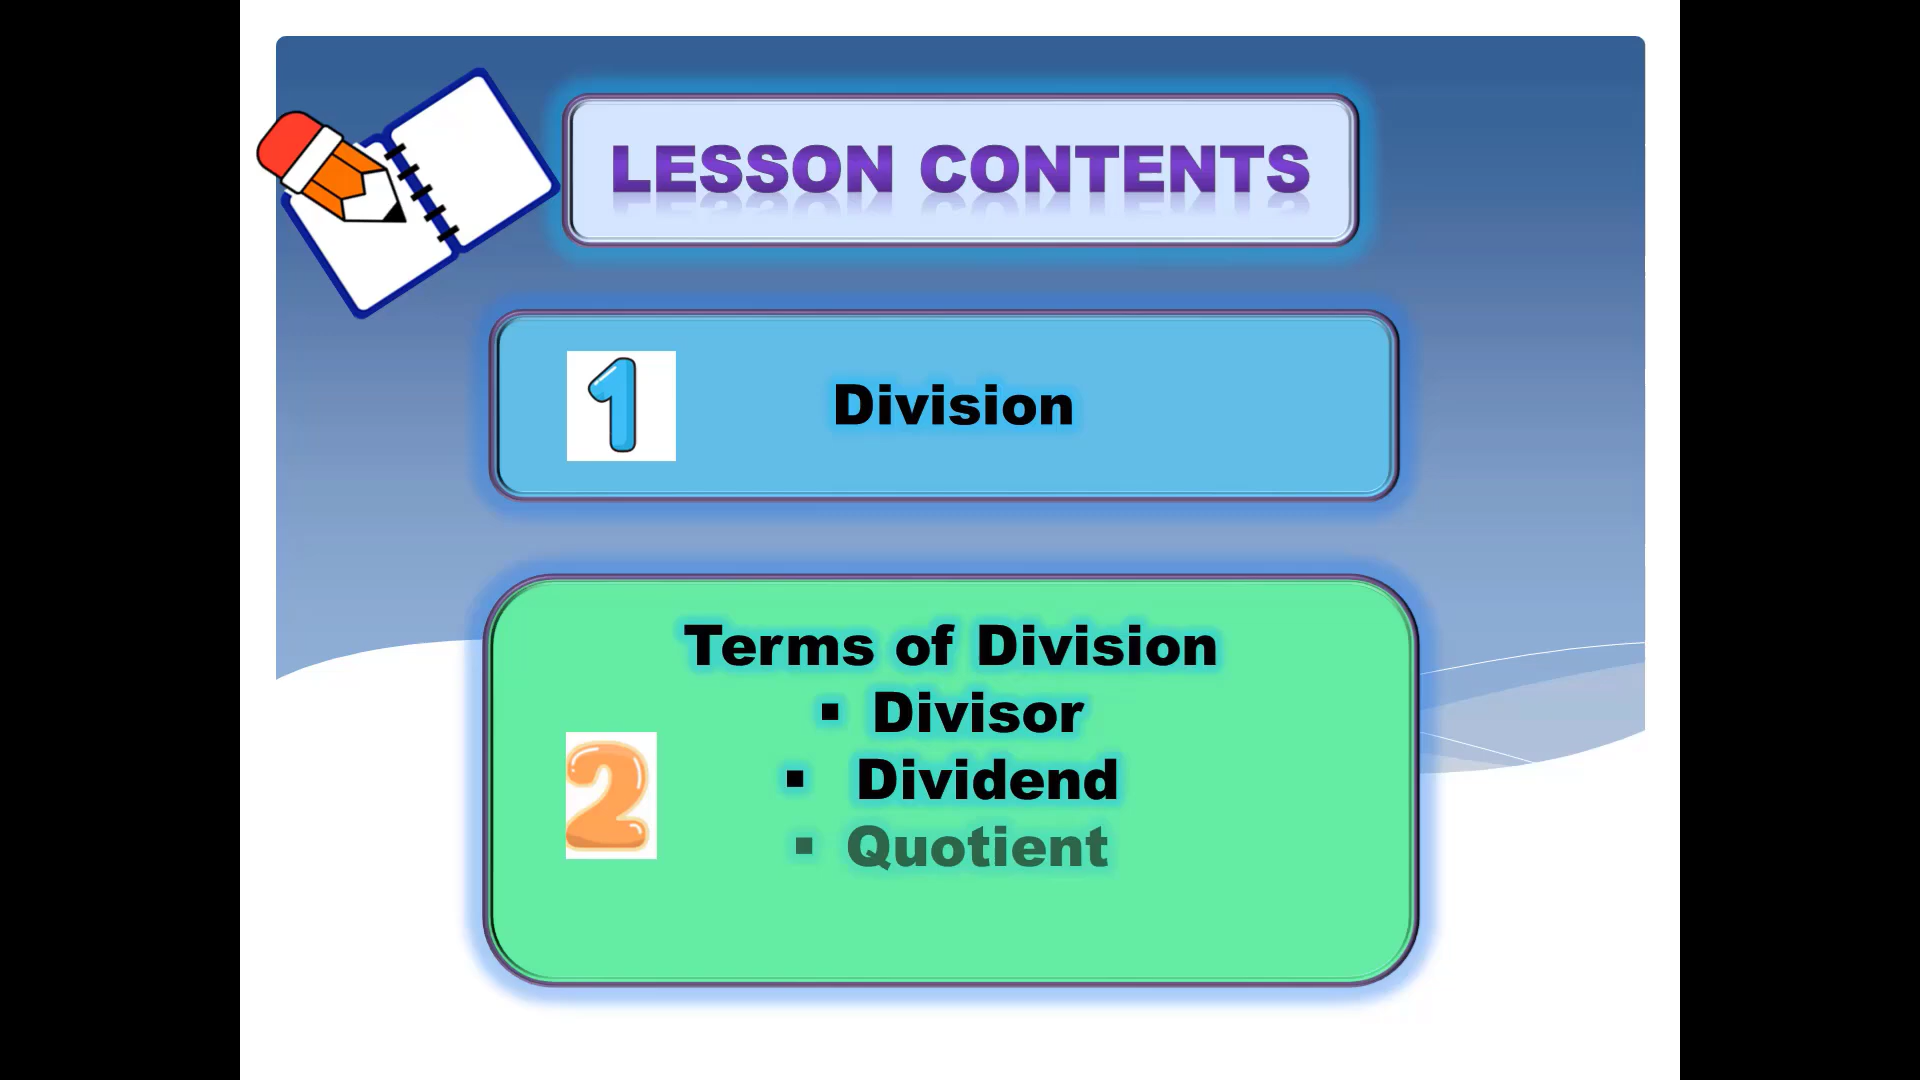 LESSON CONTENTS
1
Division
Terms of Division
▪ Divisor
▪ Dividend
▪ Quotient
2